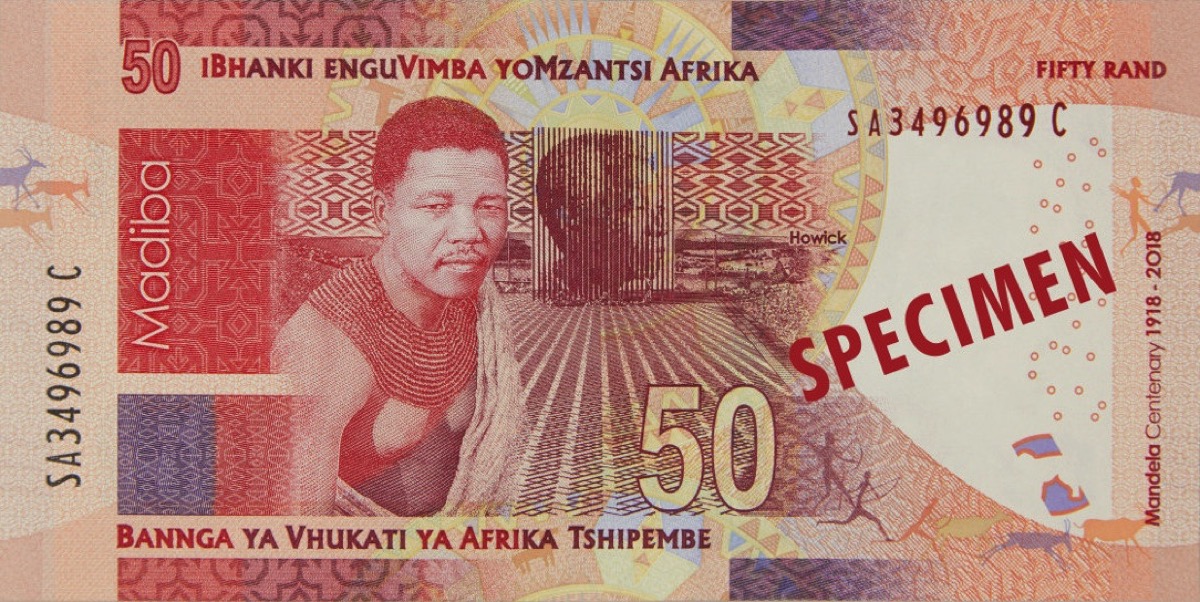 50 iBHANKI ENGUVIMBA YOMZANTSI AFRIKA
FIFTY RAND
SA3496989 C
Madiba
Howick
SPECIMEN
SA3496989 C
Mandela Centenary 1918 - 2018
50
BANNGA YA VHUKATI YA AFRIKA TSHIPEMBE